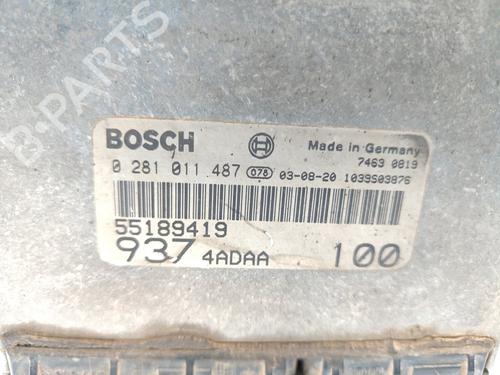 B-PARTS
BOSCH
Made in Germany
7463 0819
0 281 011 487 078 03-08-20 1039S03876
55189419
937 4ADAA 100